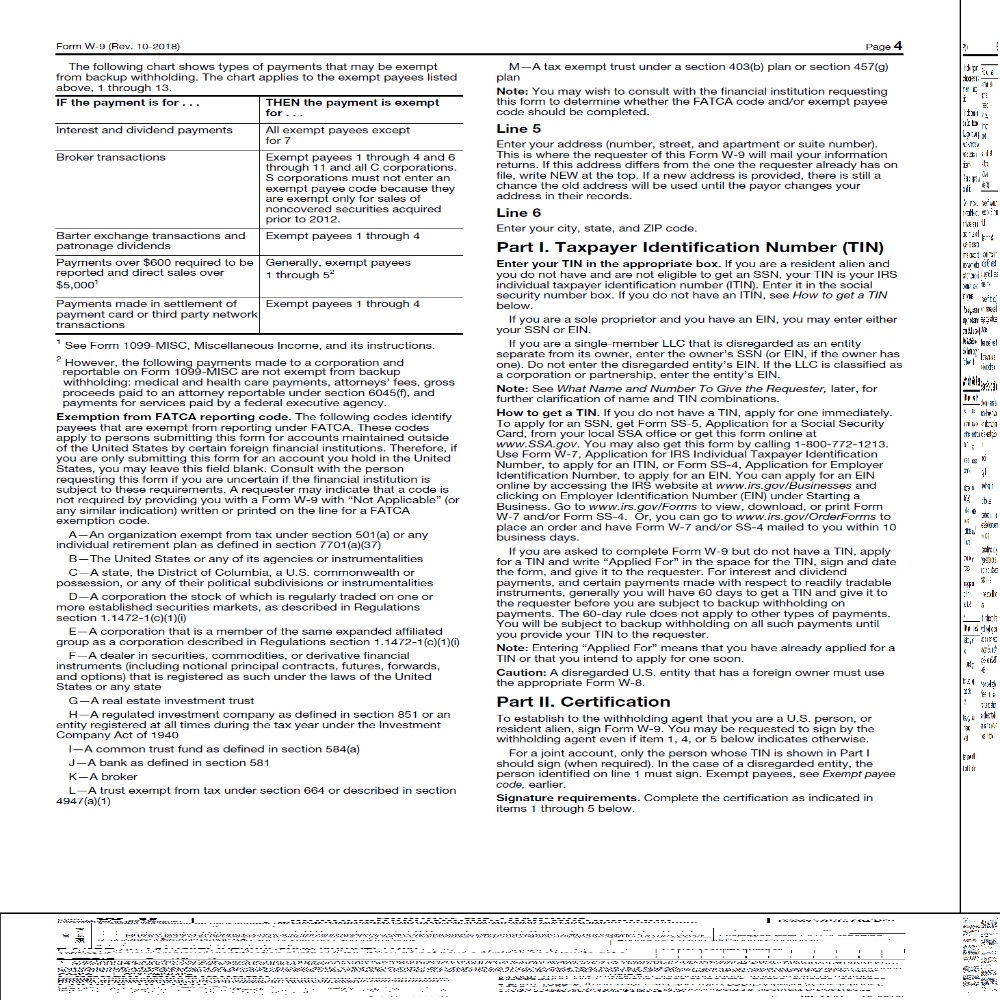 Form W-9 (Rev. 10-2018)
Page 4
The following chart shows types of payments that may be exempt
from backup withholding. The chart applies to the exempt payees listed
above, 1 through 13.
IF the payment is for . . .
THEN the payment is exempt
for . . .
Interest and dividend payments
All exempt payees except
for 7
Broker transactions
Exempt payees 1 through 4 and 6
through 11 and all C corporations.
S corporations must not enter an
exempt payee code because they
are exempt only for sales of
noncovered securities acquired
prior to 2012.
Barter exchange transactions and
patronage dividends
Exempt payees 1 through 4
Payments over $600 required to be
reported and direct sales over
$5,000¹
Generally, exempt payees
1 through 5²
Payments made in settlement of
payment card or third party network
transactions
Exempt payees 1 through 4
¹ See Form 1099-MISC, Miscellaneous Income, and its instructions.
² However, the following payments made to a corporation and
reportable on Form 1099-MISC are not exempt from backup
withholding: medical and health care payments, attorneys' fees, gross
proceeds paid to an attorney reportable under section 6045(f), and
payments for services paid by a federal executive agency.
Exemption from FATCA reporting code. The following codes identify
payees that are exempt from reporting under FATCA. These codes
apply to persons submitting this form for accounts maintained outside
of the United States by certain foreign financial institutions. Therefore, if
you are only submitting this form for an account you hold in the United
States, you may leave this field blank. Consult with the person
requesting this form if you are uncertain if the financial institution is
subject to these requirements. A requester may indicate that a code is
not required by providing you with a Form W-9 with “Not Applicable” (or
any similar indication) written or printed on the line for a FATCA
exemption code.
A—An organization exempt from tax under section 501(a) or any
individual retirement plan as defined in section 7701(a)(37)
B—The United States or any of its agencies or instrumentalities
C—A state, the District of Columbia, a U.S. commonwealth or
possession, or any of their political subdivisions or instrumentalities
D—A corporation the stock of which is regularly traded on one or
more established securities markets, as described in Regulations
section 1.1472-1(c)(1)(i)
E—A corporation that is a member of the same expanded affiliated
group as a corporation described in Regulations section 1.1472-1(c)(1)(i)
F—A dealer in securities, commodities, or derivative financial
instruments (including notional principal contracts, futures, forwards,
and options) that is registered as such under the laws of the United
States or any state
G—A real estate investment trust
H—A regulated investment company as defined in section 851 or an
entity registered at all times during the tax year under the Investment
Company Act of 1940
I—A common trust fund as defined in section 584(a)
J—A bank as defined in section 581
K—A broker
L—A trust exempt from tax under section 664 or described in section
4947(a)(1)
M—A tax exempt trust under a section 403(b) plan or section 457(g)
plan
Note: You may wish to consult with the financial institution requesting
this form to determine whether the FATCA code and/or exempt payee
code should be completed.
Line 5
Enter your address (number, street, and apartment or suite number).
This is where the requester of this Form W-9 will mail your information
returns. If this address differs from the one the requester already has on
file, write NEW at the top. If a new address is provided, there is still a
chance the old address will be used until the payor changes your
address in their records.
Line 6
Enter your city, state, and ZIP code.
Part I. Taxpayer Identification Number (TIN)
Enter your TIN in the appropriate box. If you are a resident alien and
you do not have and are not eligible to get an SSN, your TIN is your IRS
individual taxpayer identification number (ITIN). Enter it in the social
security number box. If you do not have an ITIN, see How to get a TIN
below.
If you are a sole proprietor and you have an EIN, you may enter either
your SSN or EIN.
If you are a single-member LLC that is disregarded as an entity
separate from its owner, enter the owner’s SSN (or EIN, if the owner has
one). Do not enter the disregarded entity’s EIN. If the LLC is classified as
a corporation or partnership, enter the entity’s EIN.
Note: See What Name and Number To Give the Requester, later, for
further clarification of name and TIN combinations.
How to get a TIN. If you do not have a TIN, apply for one immediately.
To apply for an SSN, get Form SS-5, Application for a Social Security
Card, from your local SSA office or get this form online at
www.SSA.gov. You may also get this form by calling 1-800-772-1213.
Use Form W-7, Application for IRS Individual Taxpayer Identification
Number, to apply for an ITIN, or Form SS-4, Application for Employer
Identification Number, to apply for an EIN. You can apply for an EIN
online by accessing the IRS website at www.irs.gov/Businesses and
clicking on Employer Identification Number (EIN) under Starting a
Business. Go to www.irs.gov/Forms to view, download, or print Form
W-7 and/or Form SS-4. Or, you can go to www.irs.gov/OrderForms to
place an order and have Form W-7 and/or SS-4 mailed to you within 10
business days.
If you are asked to complete Form W-9 but do not have a TIN, apply
for a TIN and write “Applied For” in the space for the TIN, sign and date
the form, and give it to the requester. For interest and dividend
payments, and certain payments made with respect to readily tradable
instruments, generally you will have 60 days to get a TIN and give it to
the requester before you are subject to backup withholding on
payments. The 60-day rule does not apply to other types of payments.
You will be subject to backup withholding on all such payments until
you provide your TIN to the requester.
Note: Entering “Applied For” means that you have already applied for a
TIN or that you intend to apply for one soon.
Caution: A disregarded U.S. entity that has a foreign owner must use
the appropriate Form W-8.
Part II. Certification
To establish to the withholding agent that you are a U.S. person, or
resident alien, sign Form W-9. You may be requested to sign by the
withholding agent even if item 1, 4, or 5 below indicates otherwise.
For a joint account, only the person whose TIN is shown in Part I
should sign (when required). In the case of a disregarded entity, the
person identified on line 1 must sign. Exempt payees, see Exempt payee
code, earlier.
Signature requirements. Complete the certification as indicated in
items 1 through 5 below.